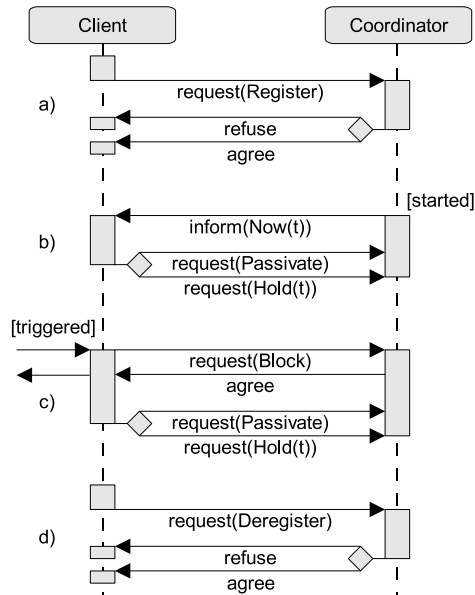 Client
Coordinator
request(Register)
a)
refuse
agree
[started]
inform(Now(t))
b)
request(Passivate)
request(Hold(t))
[triggered]
request(Block)
agree
c)
request(Passivate)
request(Hold(t))
request(Deregister)
d)
refuse
agree